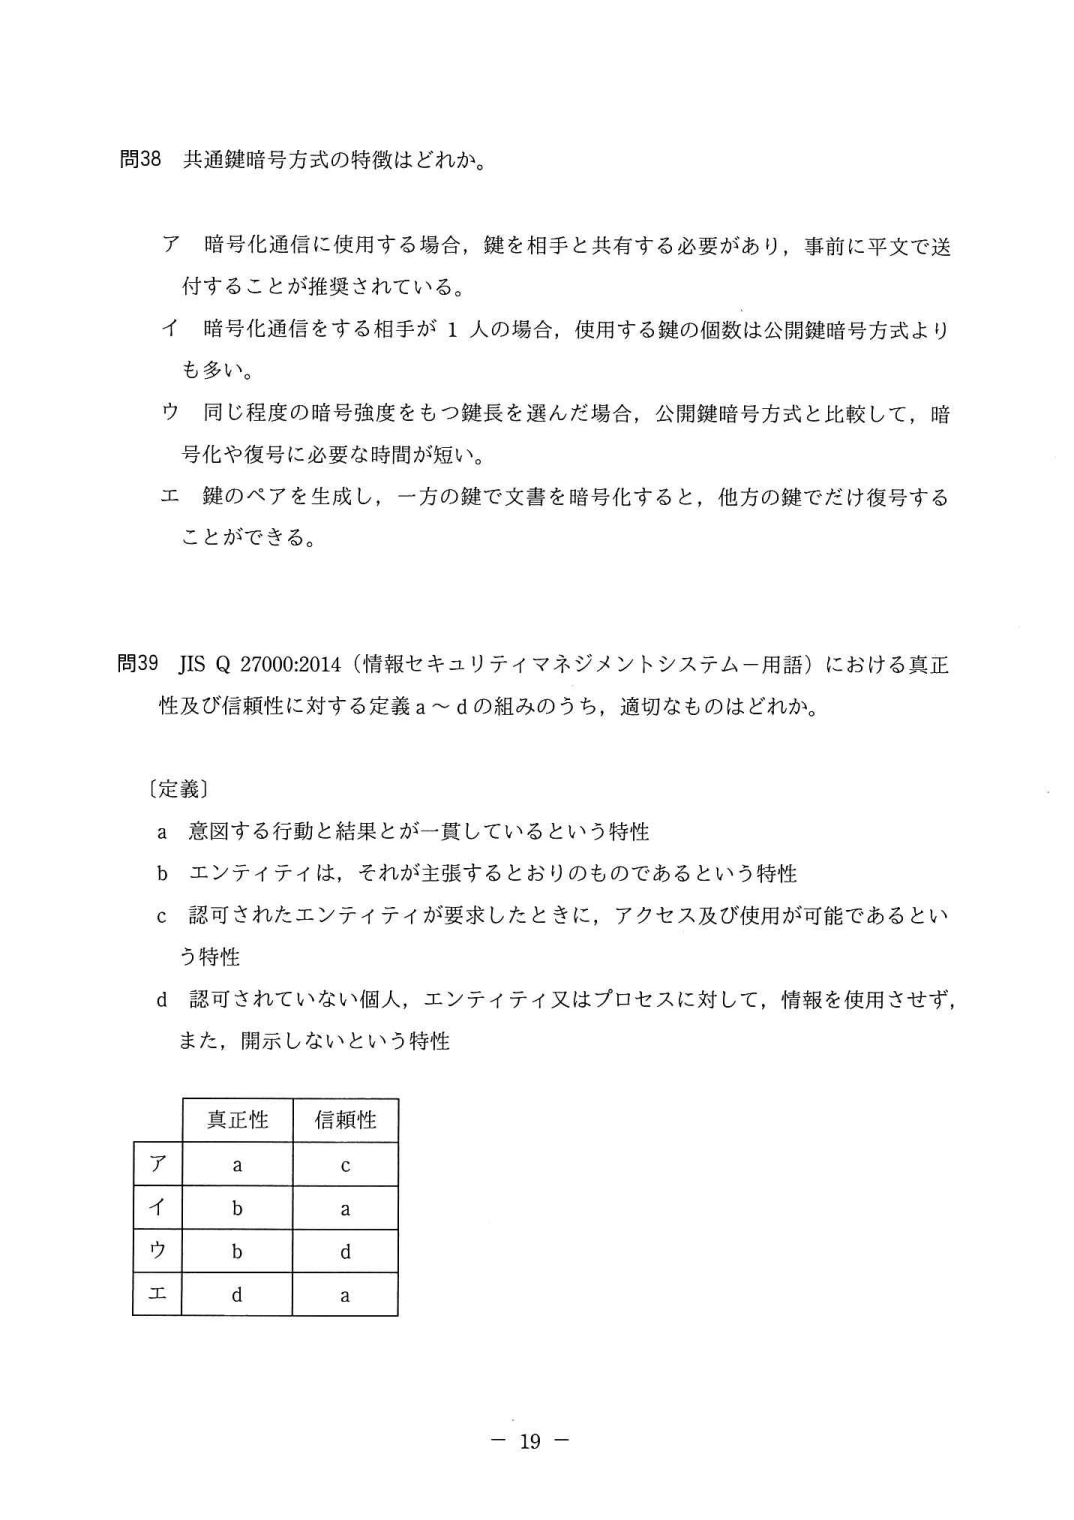 問38　共通鍵暗号方式の特徴はどれか。
ア　暗号化通信に使用する場合，鍵を相手と共有する必要があり，事前に平文で送
付することが推奨されている。
イ　暗号化通信をする相手が 1 人の場合，使用する鍵の個数は公開鍵暗号方式より
も多い。
ウ　同じ程度の暗号強度をもつ鍵長を選んだ場合，公開鍵暗号方式と比較して，暗
号化や復号に必要な時間が短い。
エ　鍵のペアを生成し，一方の鍵で文書を暗号化すると，他方の鍵でだけ復号する
ことができる。
問39　JIS Q 27000:2014（情報セキュリティマネジメントシステム－用語）における真正
性及び信頼性に対する定義 a ～ d の組みのうち，適切なものはどれか。
〔定義〕
a　意図する行動と結果とが一貫しているという特性
b　エンティティは，それが主張するとおりのものであるという特性
c　認可されたエンティティが要求したときに，アクセス及び使用が可能であるとい
う特性
d　認可されていない個人，エンティティ又はプロセスに対して，情報を使用させず，
また，開示しないという特性
真正性　信頼性
ア　a　c
イ　b　a
ウ　b　d
エ　d　a
－ 19 －